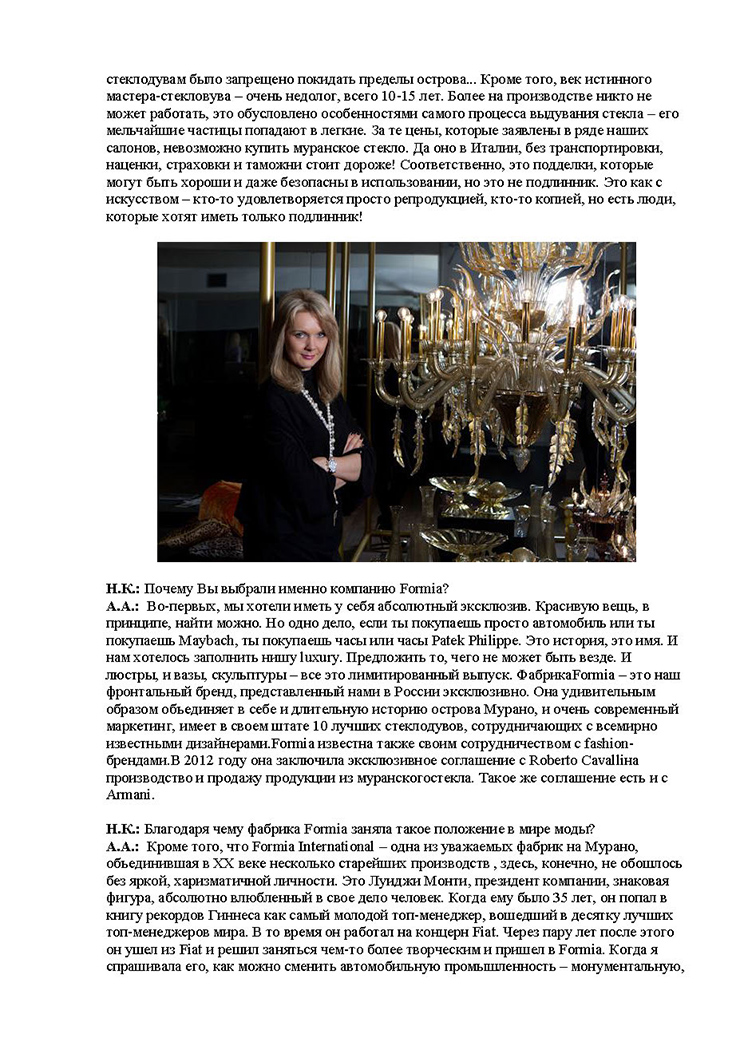 стеклодувам было запрещено покидать пределы острова... Кроме того, век истинного
мастера-стекловува – очень недолог, всего 10-15 лет. Более на производстве никто не
может работать, это обусловлено особенностями самого процесса выдувания стекла – его
мельчайшие частицы попадают в легкие. За те цены, которые заявлены в ряде наших
салонов, невозможно купить муранское стекло. Да оно в Италии, без транспортировки,
наценки, страховки и таможни стоит дороже! Соответственно, это подделки, которые
могут быть хороши и даже безопасны в использовании, но это не подлинник. Это как с
искусством – кто-то удовлетворяется просто репродукцией, кто-то копией, но есть люди,
которые хотят иметь только подлинник!
Н.К.: Почему Вы выбрали именно компанию Formia?
А.А.: Во-первых, мы хотели иметь у себя абсолютный эксклюзив. Красивую вещь, в
принципе, найти можно. Но одно дело, если ты покупаешь просто автомобиль или ты
покупаешь Maybach, ты покупаешь часы или часы Patek Philippe. Это история, это имя. И
нам хотелось заполнить нишу luxury. Предложить то, чего не может быть везде. И
люстры, и вазы, скульптуры – все это лимитированный выпуск. ФабрикаFormia – это наш
фронтальный бренд, представленный нами в России эксклюзивно. Она удивительным
образом объединяет в себе и длительную историю острова Мурано, и очень современный
маркетинг, имеет в своем штате 10 лучших стеклодувов, сотрудничающих с всемирно
известными дизайнерами.Formia известна также своим сотрудничеством с fashion-
брендами.В 2012 году она заключила эксклюзивное соглашение с Roberto Cavalliна
производство и продажу продукции из муранскогостекла. Такое же соглашение есть и с
Armani.
Н.К.: Благодаря чему фабрика Formia заняла такое положение в мире моды?
А.А.: Кроме того, что Formia International – одна из уважаемых фабрик на Мурано,
объединившая в XX веке несколько старейших производств , здесь, конечно, не обошлось
без яркой, харизматичной личности. Это Луиджи Монти, президент компании, знаковая
фигура, абсолютно влюбленный в свое дело человек. Когда ему было 35 лет, он попал в
книгу рекордов Гиннеса как самый молодой топ-менеджер, вошедший в десятку лучших
топ-менеджеров мира. В то время он работал на концерн Fiat. Через пару лет после этого
он ушел из Fiat и решил заняться чем-то более творческим и пришел в Formia. Когда я
спрашивала его, как можно сменить автомобильную промышленность – монументальную,